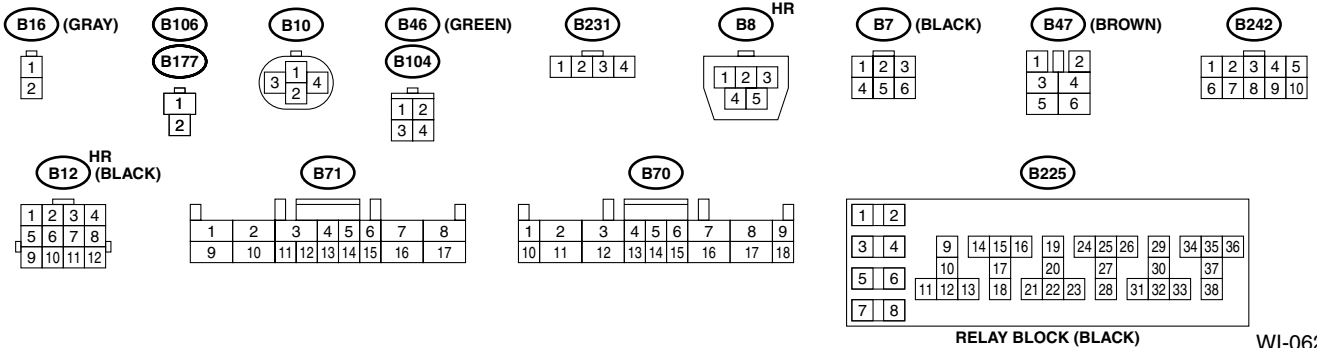 HR
B16 (GRAY) B106 B10 B46 (GREEN) B231 B8 B7 (BLACK) B47 (BROWN) B242
B177 B104
1 2
1 2
1 3 2 4
1 2
3 4
1 2 3 4
1 2 3
4 5
1 2 3
4 5 6
1 2
3 4
5 6
1 2 3 4 5
6 7 8 9 10
HR
B12 (BLACK) B71 B70 B225
1 2 3 4
5 6 7 8
9 10 11 12
1 2 3 4 5 6 7 8
9 10 11 12 13 14 15 16 17
1 2 3 4 5 6 7 8 9
10 11 12 13 14 15 16 17 18
1 2
3 4 9 14 15 16 19 24 25 26 29 34 35 36
10 17 20 27 30 37
5 6 11 12 13 18 21 22 23 28 31 32 33 38
7 8
RELAY BLOCK (BLACK)